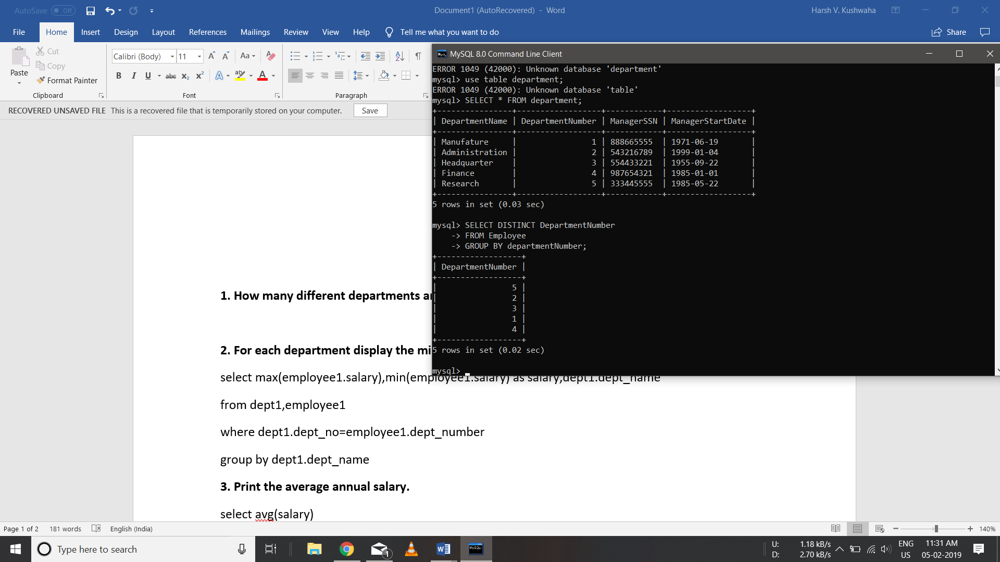 AutoSave Off Document1 (AutoRecovered) - Word Harsh V. Kushwaha
File Home Insert Design Layout References Mailings Review View Help Tell me what you want to do Share
Paste Cut Calibri (Body) 11
Copy
Format Painter
Clipboard Font Paragraph
RECOVERED UNSAVED FILE This is a recovered file that is temporarily stored on your computer. Save
MySQL 8.0 Command Line Client
ERROR 1049 (42000): Unknown database 'department'
mysql> use table department;
ERROR 1049 (42000): Unknown database 'table'
mysql> SELECT * FROM department;
+----------------+------------------+------------+------------------+
| DepartmentName | DepartmentNumber | ManagerSSN | ManagerStartDate |
+----------------+------------------+------------+------------------+
| Manufature     |                1 | 888665555  | 1971-06-19       |
| Administration |                2 | 543216789  | 1999-01-04       |
| Headquarter    |                3 | 554433221  | 1955-09-22       |
| Finance        |                4 | 987654321  | 1985-01-01       |
| Research       |                5 | 333445555  | 1985-05-22       |
+----------------+------------------+------------+------------------+
5 rows in set (0.03 sec)
mysql> SELECT DISTINCT DepartmentNumber
    -> FROM Employee
    -> GROUP BY departmentNumber;
+------------------+
| DepartmentNumber |
+------------------+
|                5 |
|                2 |
|                3 |
|                1 |
|                4 |
+------------------+
5 rows in set (0.02 sec)
mysql>
1. How many different departments
2. For each department display the
select max(employee1.salary),min(employee1.salary) as salary,dept1.dept_name
from dept1,employee1
where dept1.dept_no=employee1.dept_number
group by dept1.dept_name
3. Print the average annual salary.
select avg(salary)
Page 1 of 2 181 words English (India) 140%
Type here to search
U: 1.18 kB/s
D: 2.70 kB/s
ENG
US
11:31 AM
05-02-2019